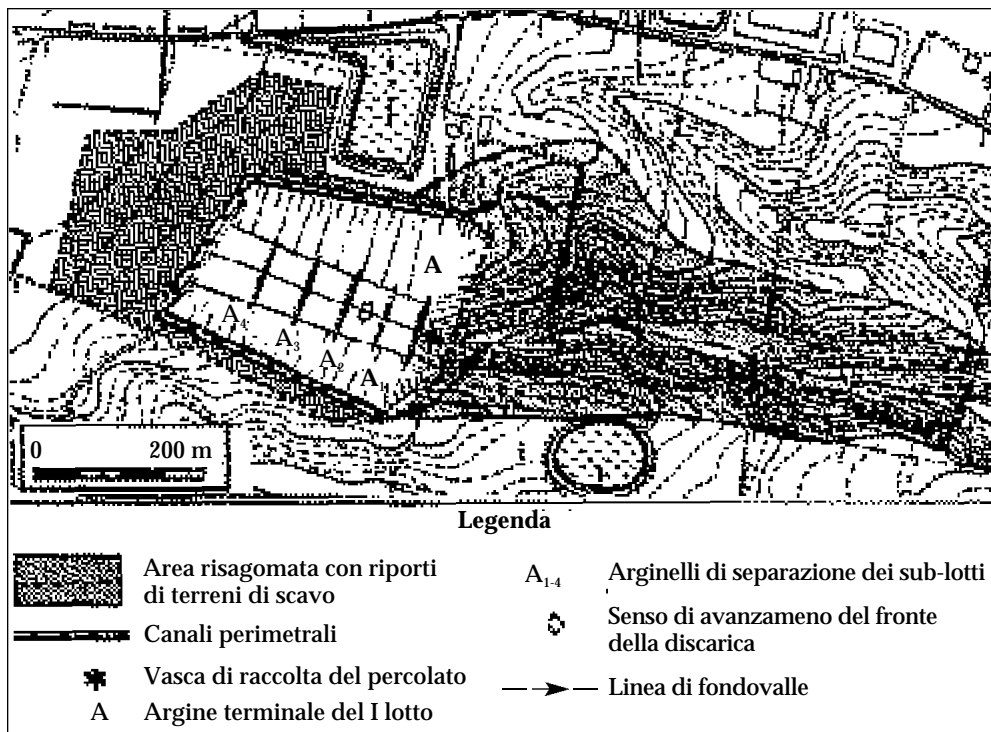 A
A4
A3
A2
A1
0 200 m
Legenda
Area risagomata con riporti
di terreni di scavo
Canali perimetrali
Vasca di raccolta del percolato
A Argine terminale del I lotto
A1-4 Arginelli di separazione dei sub-lotti
Senso di avanzameno del fronte
della discarica
Linea di fondovalle